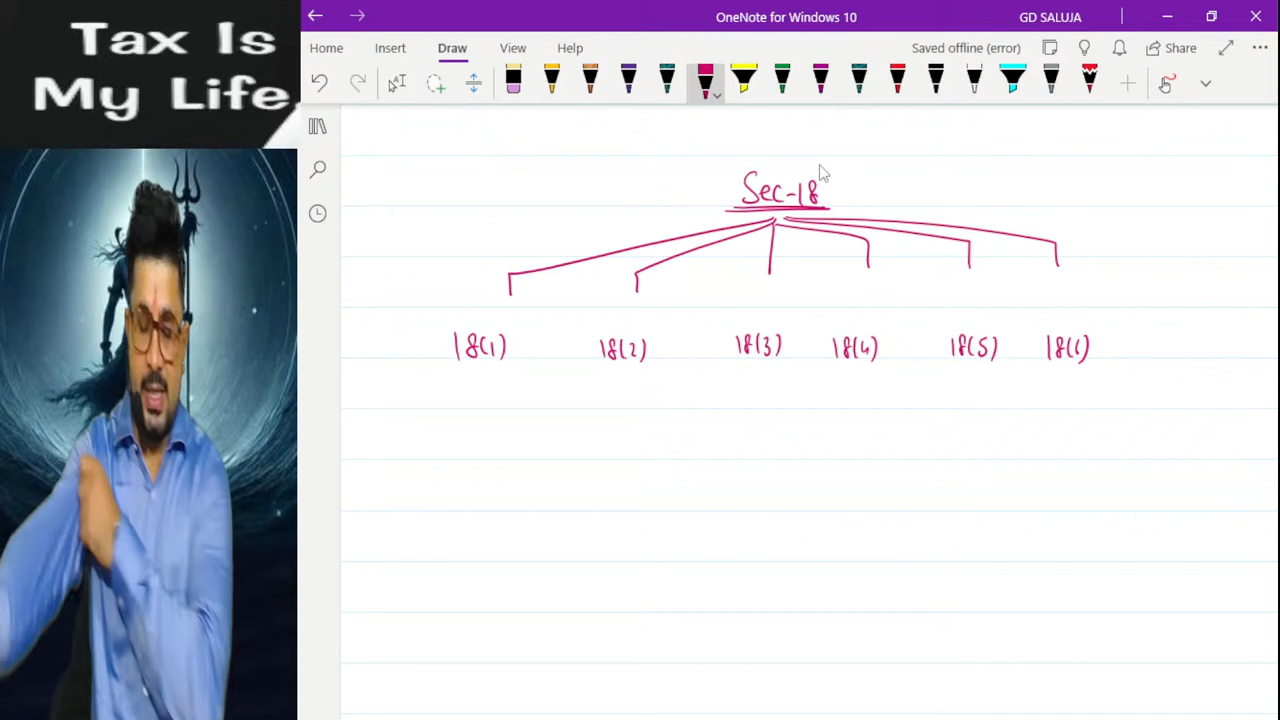 Tax Is
My Life
OneNote for Windows 10
GD SALUJA
Home Insert Draw View Help
Saved offline (error)
Share
Sec-18
18(1) 18(2) 18(3) 18(4) 18(5) 18(6)